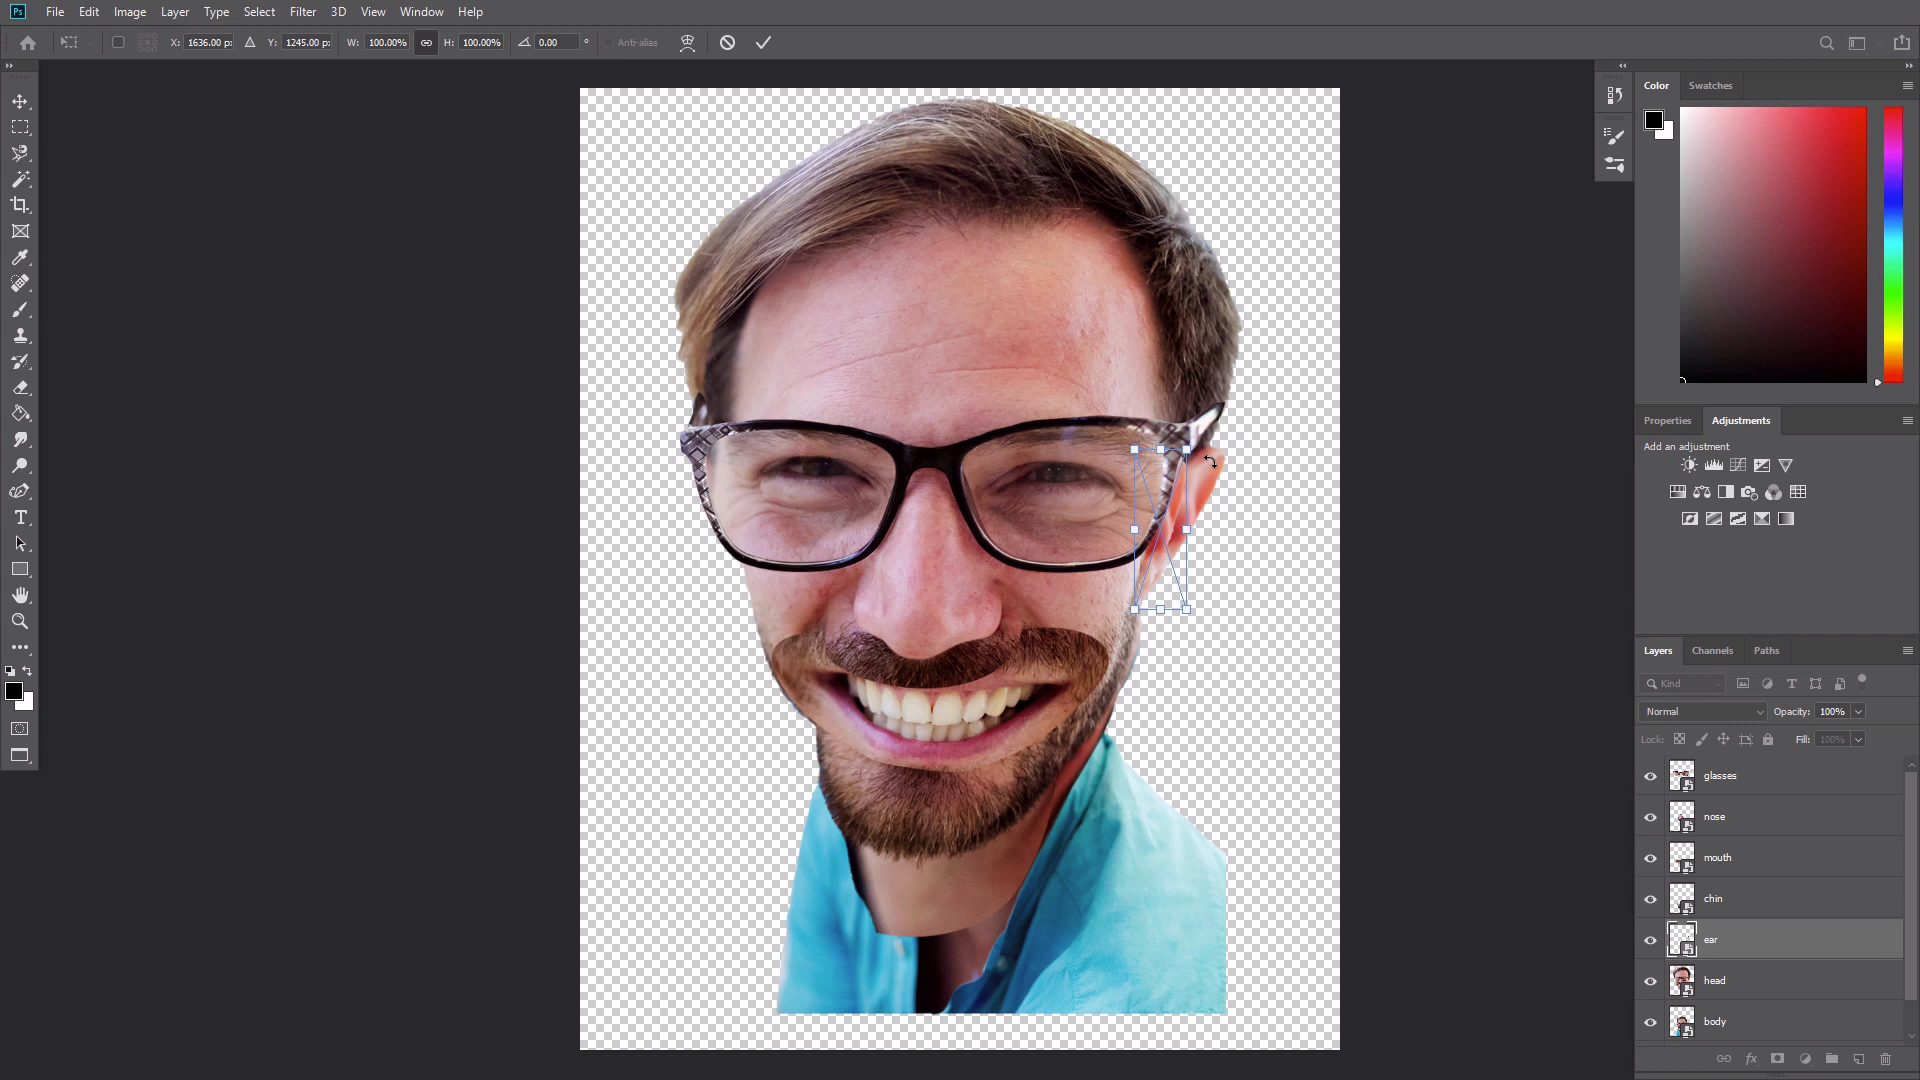 Ps File Edit Image Layer Type Select Filter 3D View Window Help
X: 1636.00 p: Y: 1245.00 p: W: 100.00% H: 100.00% 0.00 ° Anti-alias
Color Swatches
Properties Adjustments
Add an adjustment
T
Layers Channels Paths
Kind T
Normal Opacity: 100%
Lock: Fill: 100%
glasses
nose
mouth
chin
ear
head
body
fx